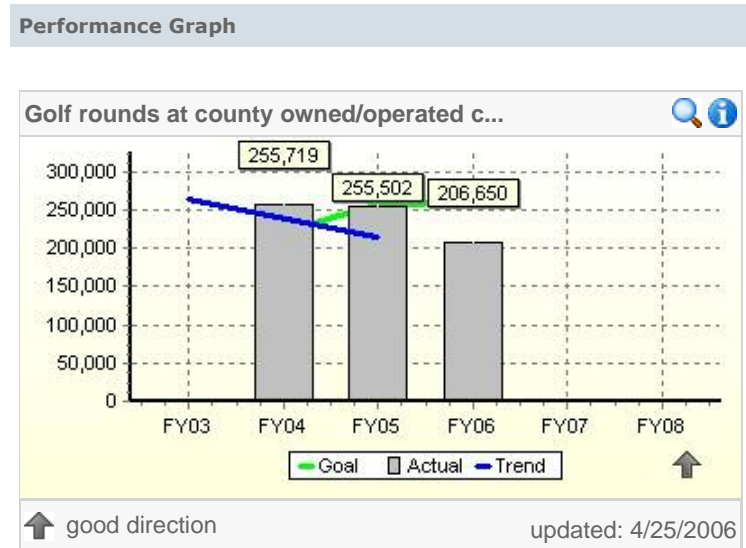 Performance Graph
Golf rounds at county owned/operated c...
255,719
255,502
206,650
300,000
250,000
200,000
150,000
100,000
50,000
0
FY03 FY04 FY05 FY06 FY07 FY08
Goal Actual Trend
good direction
updated: 4/25/2006